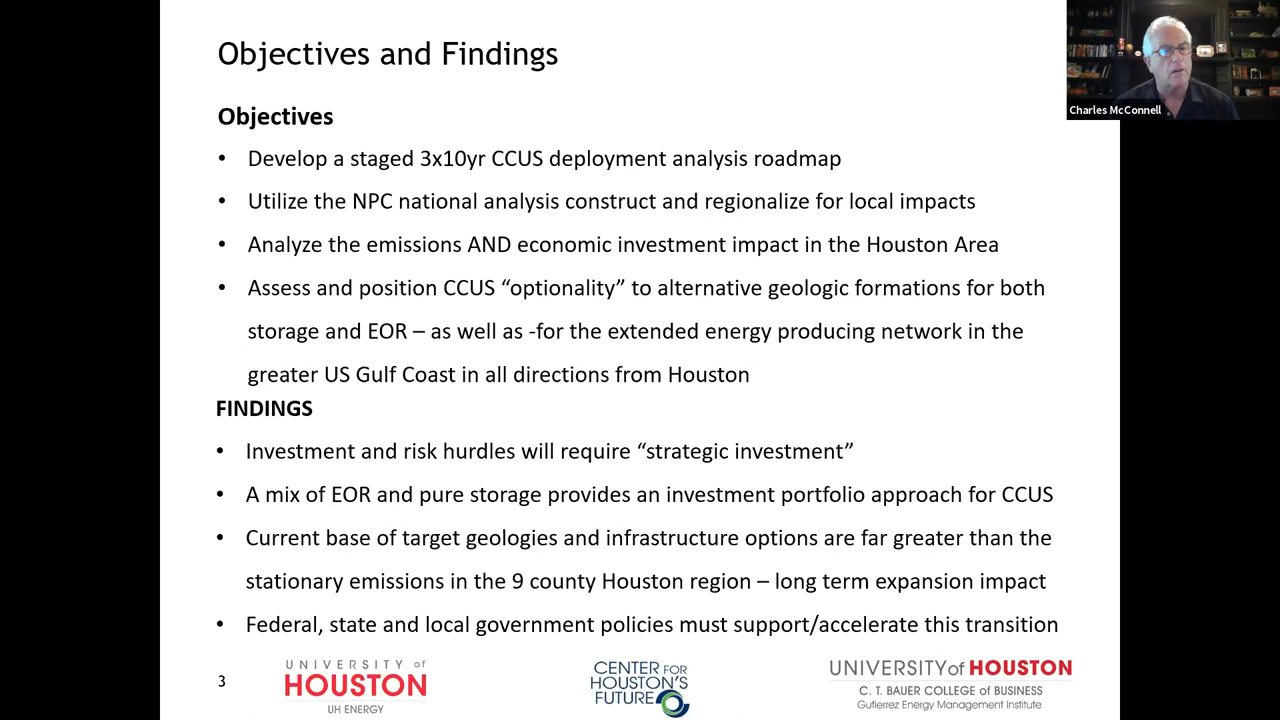 Objectives and Findings
Charles McConnell
Objectives
• Develop a staged 3x10yr CCUS deployment analysis roadmap
• Utilize the NPC national analysis construct and regionalize for local impacts
• Analyze the emissions AND economic investment impact in the Houston Area
• Assess and position CCUS “optionality” to alternative geologic formations for both
storage and EOR – as well as -for the extended energy producing network in the
greater US Gulf Coast in all directions from Houston
FINDINGS
• Investment and risk hurdles will require “strategic investment”
• A mix of EOR and pure storage provides an investment portfolio approach for CCUS
• Current base of target geologies and infrastructure options are far greater than the
stationary emissions in the 9 county Houston region – long term expansion impact
• Federal, state and local government policies must support/accelerate this transition
3
UNIVERSITY of
HOUSTON
UH ENERGY
CENTER FOR
HOUSTON'S
FUTURE
UNIVERSITY of HOUSTON
C. T. BAUER COLLEGE of BUSINESS
Gutierrez Energy Management Institute